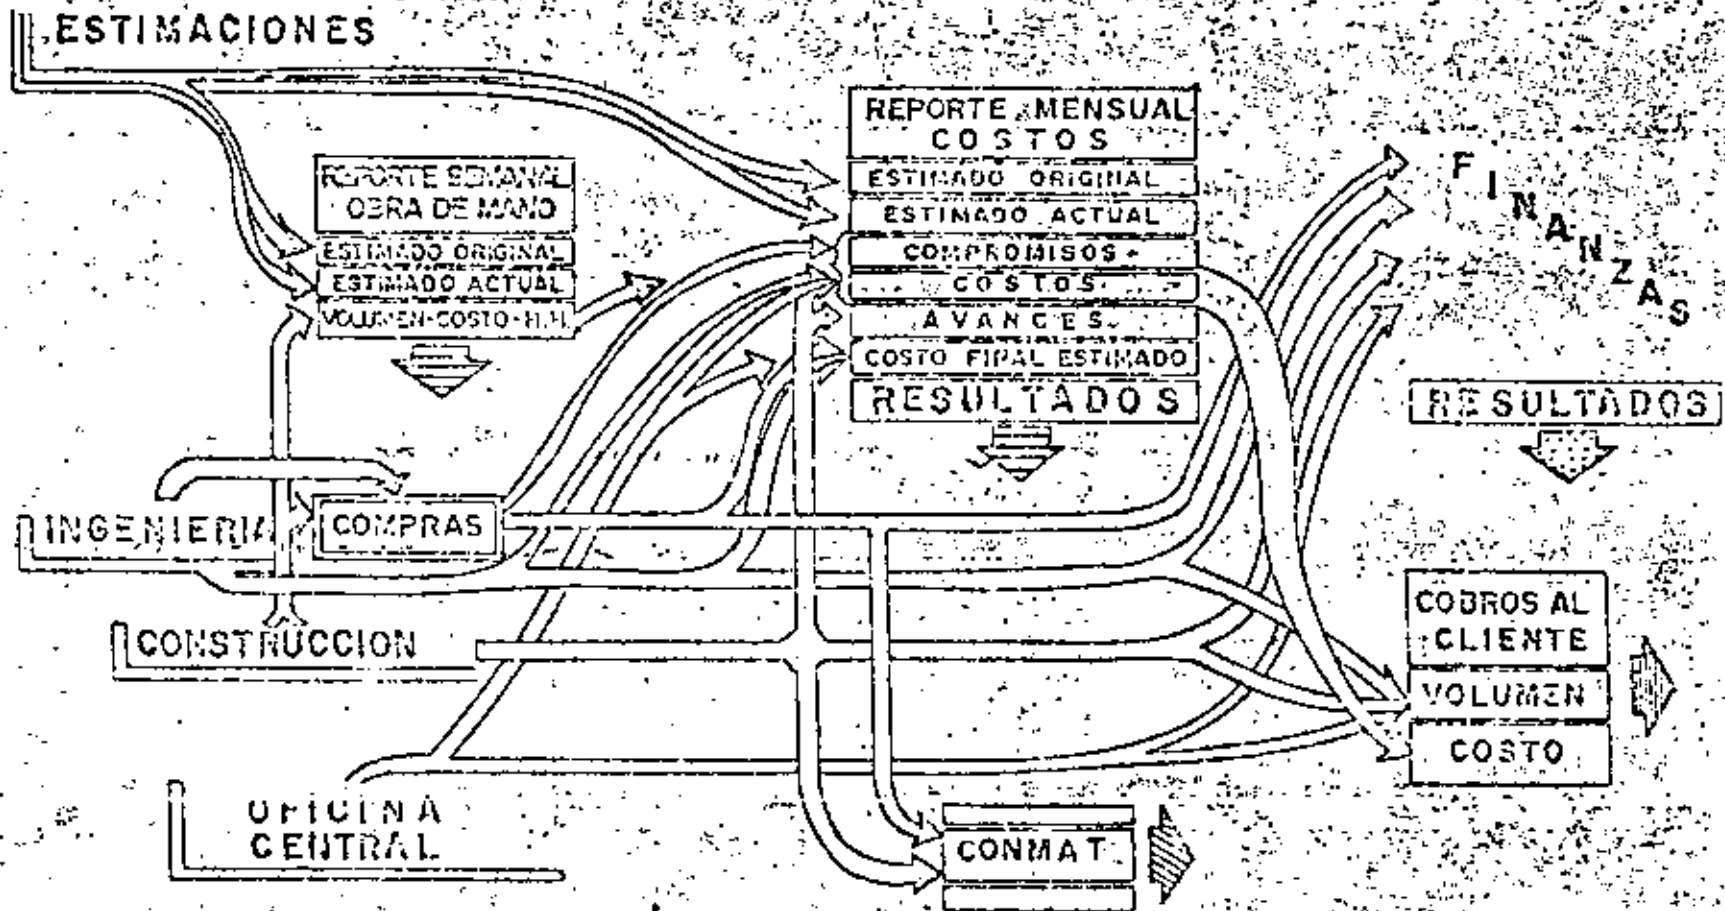 ESTIMACIONES
REPORTE MENSUAL
COSTOS
ESTIMADO ORIGINAL
ESTIMADO ACTUAL
COMPROMISOS
COSTOS
AVANCES
COSTO FINAL ESTIMADO
RESULTADOS
REPORTE SEMANAL
OBRA DE MANO
ESTIMADO ORIGINAL
ESTIMADO ACTUAL
VOLUMEN-COSTO-H.H.
FINANZAS
RESULTADOS
INGENIERIA
COMPRAS
CONSTRUCCION
COBROS AL
CLIENTE
VOLUMEN
COSTO
OFICINA
CENTRAL
CONMAT